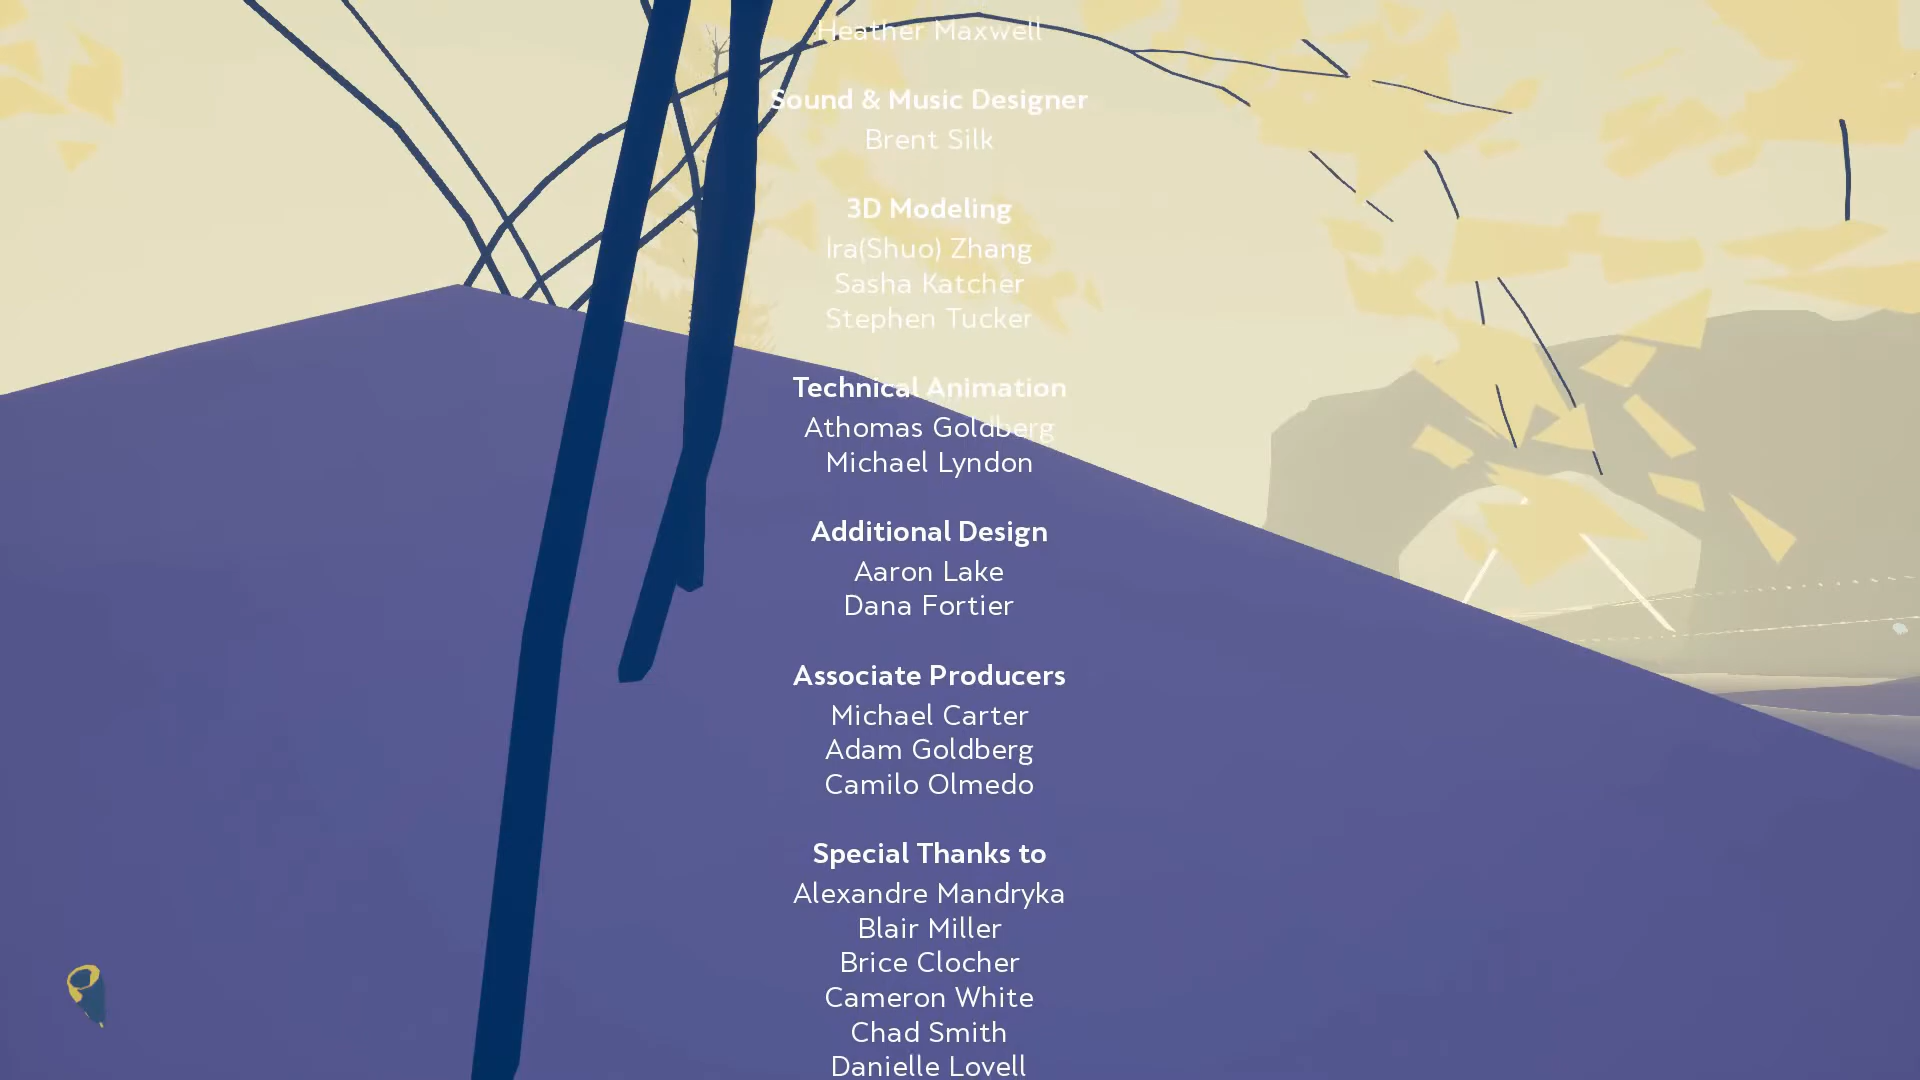 Heather Maxwell
Sound & Music Designer
Brent Silk
3D Modeling
Ira(Shuo) Zhang
Sasha Katcher
Stephen Tucker
Technical Animation
Athomas Goldberg
Michael Lyndon
Additional Design
Aaron Lake
Dana Fortier
Associate Producers
Michael Carter
Adam Goldberg
Camilo Olmedo
Special Thanks to
Alexandre Mandryka
Blair Miller
Brice Clocher
Cameron White
Chad Smith
Danielle Lovell